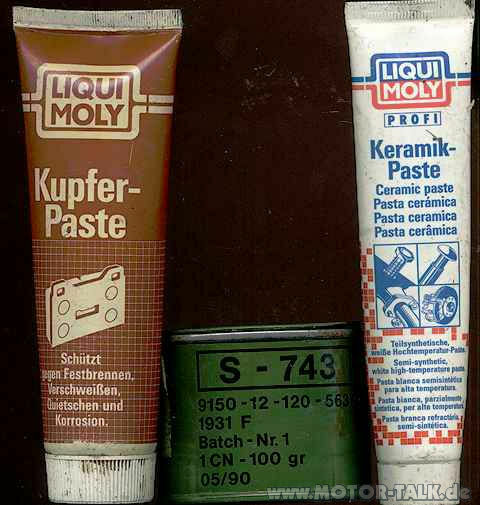 LIQUI
MOLY
Kupfer-
Paste
Schützt
gegen Festbrennen,
Verschweißen,
Quietschen und
Korrosion.
S - 743
9150 - 12 - 120 - 563
1931 F
Batch - Nr. 1
1 CN - 100 gr
05/90
LIQUI
MOLY
PROFI
Keramik-
Paste
Ceramic paste
Pasta cerámica
Pasta ceramica
Pasta cerâmica
Teilsynthetische,
weiße Hochtemperatur-Paste.
Semi-synthetic,
white high-temperature paste.
Pasta blanca semisintética
para alta temperatura.
Pasta bianca, parzialmente
sintetica, per alte temperature.
Pasta branca refractária
semi-sintética.
www.MOTOR-TALK.de